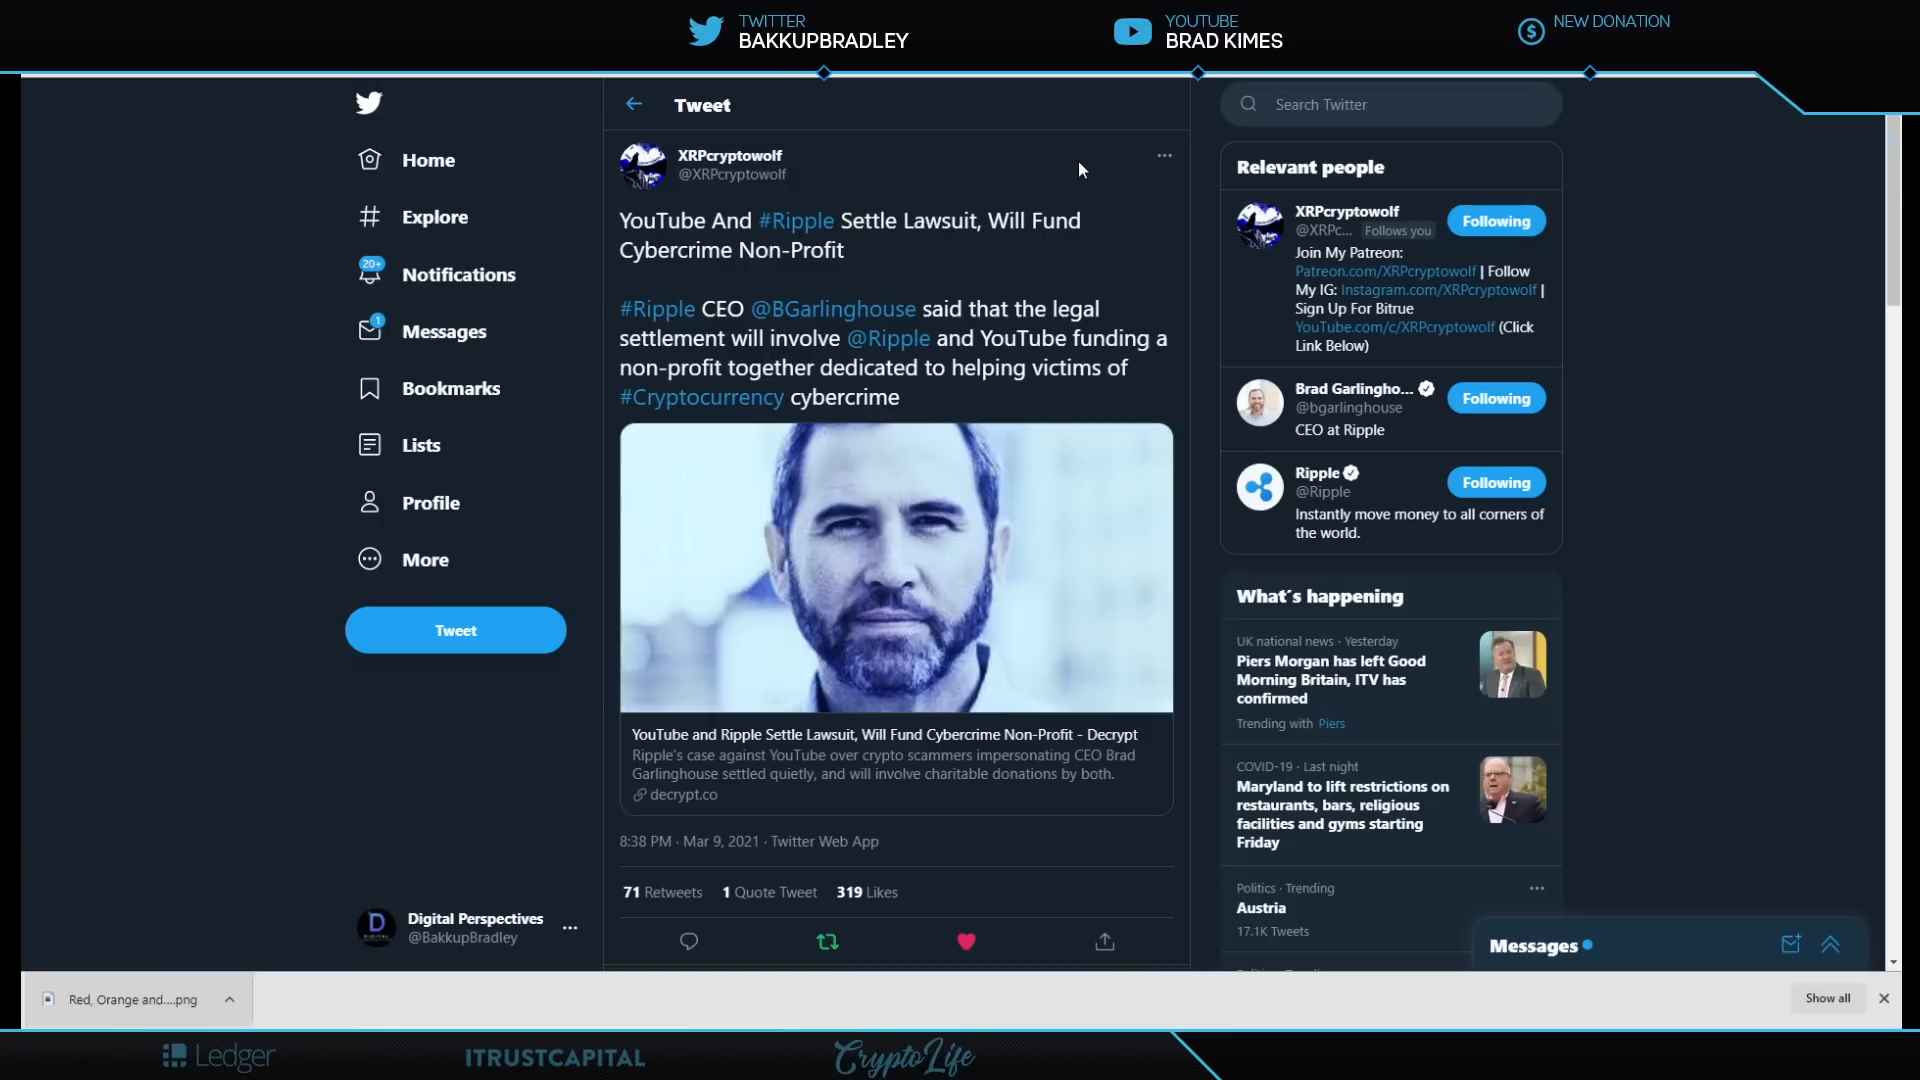 TWITTER
BAKKUPBRADLEY
YOUTUBE
BRAD KIMES
NEW DONATION
Home
Explore
20+
Notifications
1
Messages
Bookmarks
Lists
Profile
More
Tweet
Digital Perspectives
@BakkupBradley
Tweet
XRPcryptowolf
@XRPcryptowolf
YouTube And #Ripple Settle Lawsuit, Will Fund
Cybercrime Non-Profit
#Ripple CEO @BGarlinghouse said that the legal
settlement will involve @Ripple and YouTube funding a
non-profit together dedicated to helping victims of
#Cryptocurrency cybercrime
YouTube and Ripple Settle Lawsuit, Will Fund Cybercrime Non-Profit - Decrypt
Ripple's case against YouTube over crypto scammers impersonating CEO Brad
Garlinghouse settled quietly, and will involve charitable donations by both.
decrypt.co
8:38 PM · Mar 9, 2021 · Twitter Web App
71 Retweets 1 Quote Tweet 319 Likes
Search Twitter
Relevant people
XRPcryptowolf
@XRPc... Follows you
Following
Join My Patreon:
Patreon.com/XRPcryptowolf | Follow
My IG: Instagram.com/XRPcryptowolf |
Sign Up For Bitrue
YouTube.com/c/XRPcryptowolf (Click
Link Below)
Brad Garlingho...
@bgarlinghouse
Following
CEO at Ripple
Ripple
@Ripple
Following
Instantly move money to all corners of
the world.
What's happening
UK national news · Yesterday
Piers Morgan has left Good
Morning Britain, ITV has
confirmed
Trending with Piers
COVID-19 · Last night
Maryland to lift restrictions on
restaurants, bars, religious
facilities and gyms starting
Friday
Politics · Trending
Austria
17.1K Tweets
Messages
Red, Orange and....png
Show all
Ledger
ITRUSTCAPITAL
CryptoLife